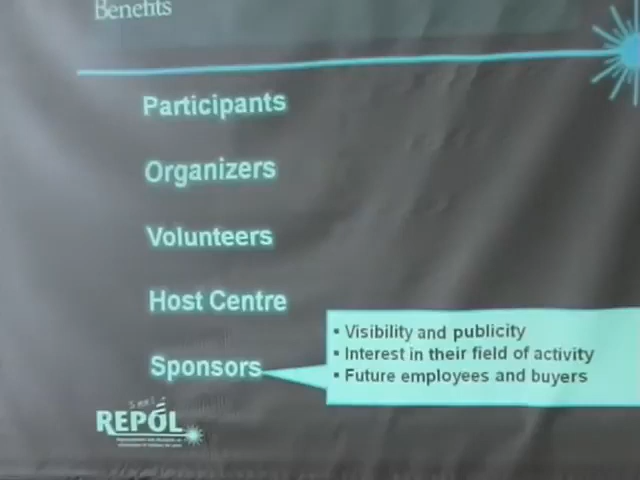 Benefits
Participants
Organizers
Volunteers
Host Centre
Sponsors
▪ Visibility and publicity
▪ Interest in their field of activity
▪ Future employees and buyers
REPÓL